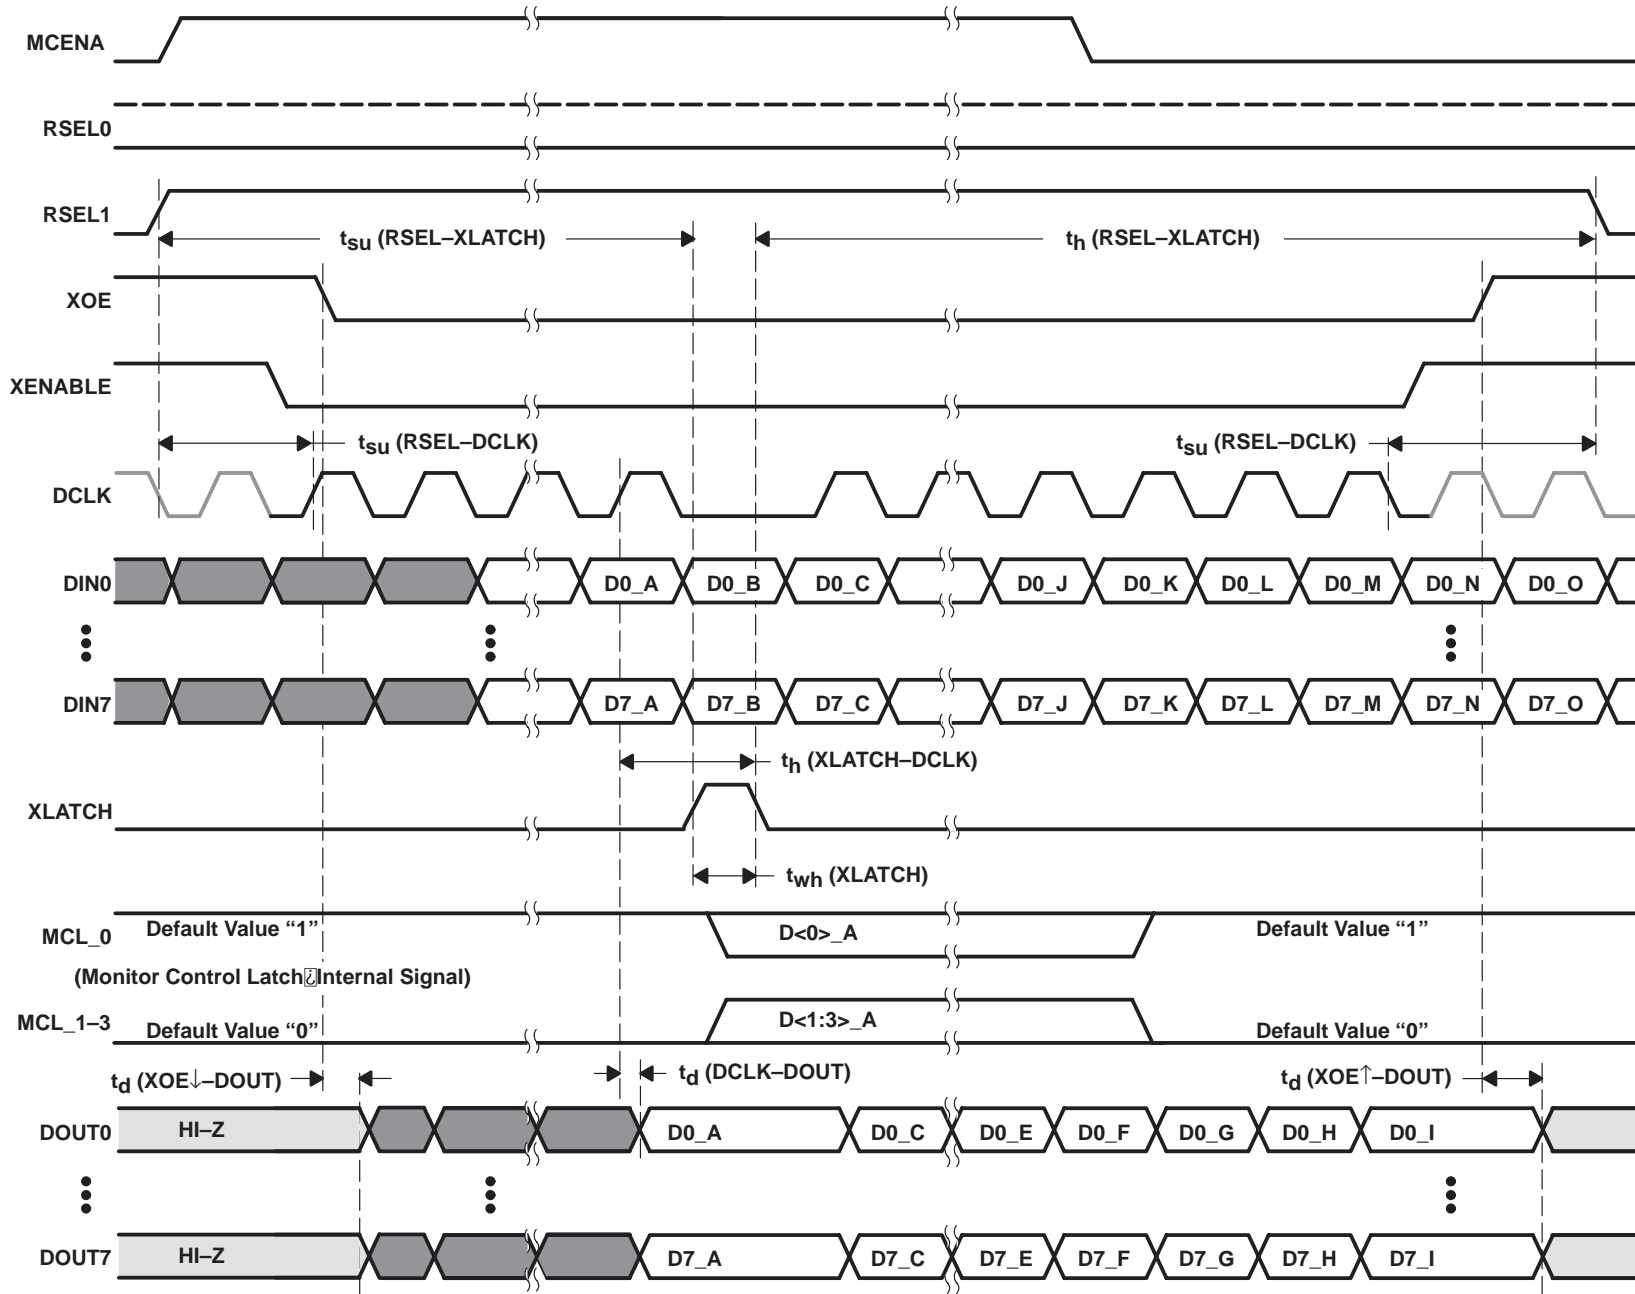 MCENA
RSEL0
RSEL1
tsu (RSEL–XLATCH)
th (RSEL–XLATCH)
XOE
XENABLE
tsu (RSEL–DCLK)
tsu (RSEL–DCLK)
DCLK
DIN0
D0_A
D0_B
D0_C
D0_J
D0_K
D0_L
D0_M
D0_N
D0_O
DIN7
D7_A
D7_B
D7_C
D7_J
D7_K
D7_L
D7_M
D7_N
D7_O
th (XLATCH–DCLK)
XLATCH
twh (XLATCH)
MCL_0
Default Value “1”
D<0>_A
Default Value “1”
(Monitor Control Latch Internal Signal)
MCL_1–3
Default Value “0”
D<1:3>_A
Default Value “0”
td (XOE↓–DOUT)
td (DCLK–DOUT)
td (XOE↑–DOUT)
DOUT0
HI–Z
D0_A
D0_C
D0_E
D0_F
D0_G
D0_H
D0_I
DOUT7
HI–Z
D7_A
D7_C
D7_E
D7_F
D7_G
D7_H
D7_I